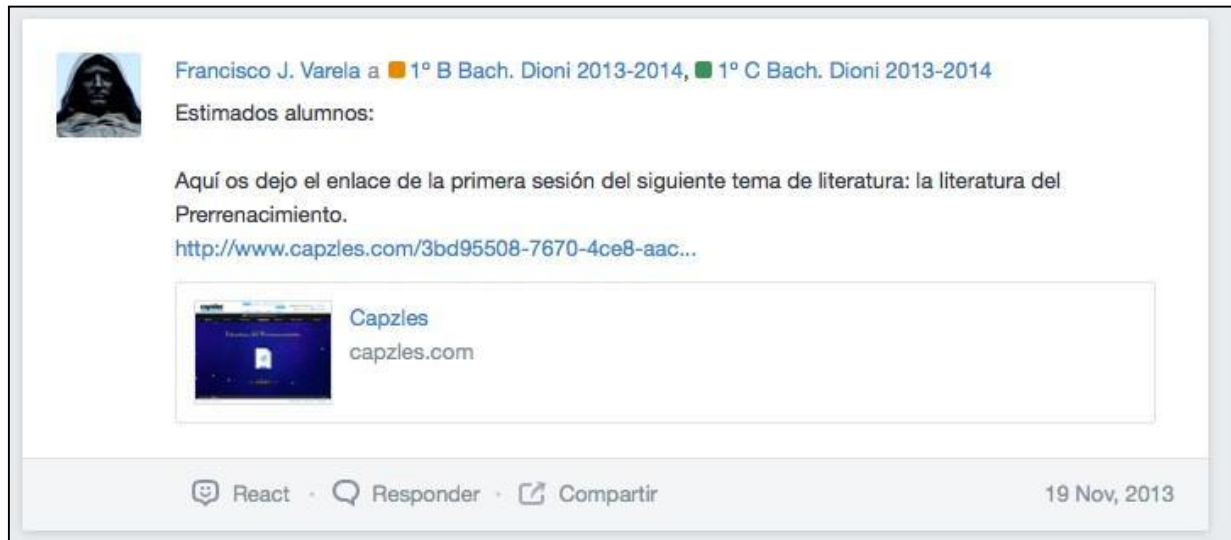 Francisco J. Varela a 1º B Bach. Dioni 2013-2014, 1º C Bach. Dioni 2013-2014
Estimados alumnos:
Aquí os dejo el enlace de la primera sesión del siguiente tema de literatura: la literatura del
Prerrenacimiento.
http://www.capzles.com/3bd95508-7670-4ce8-aac...
Capzles
capzles.com
React · Responder · Compartir
19 Nov, 2013